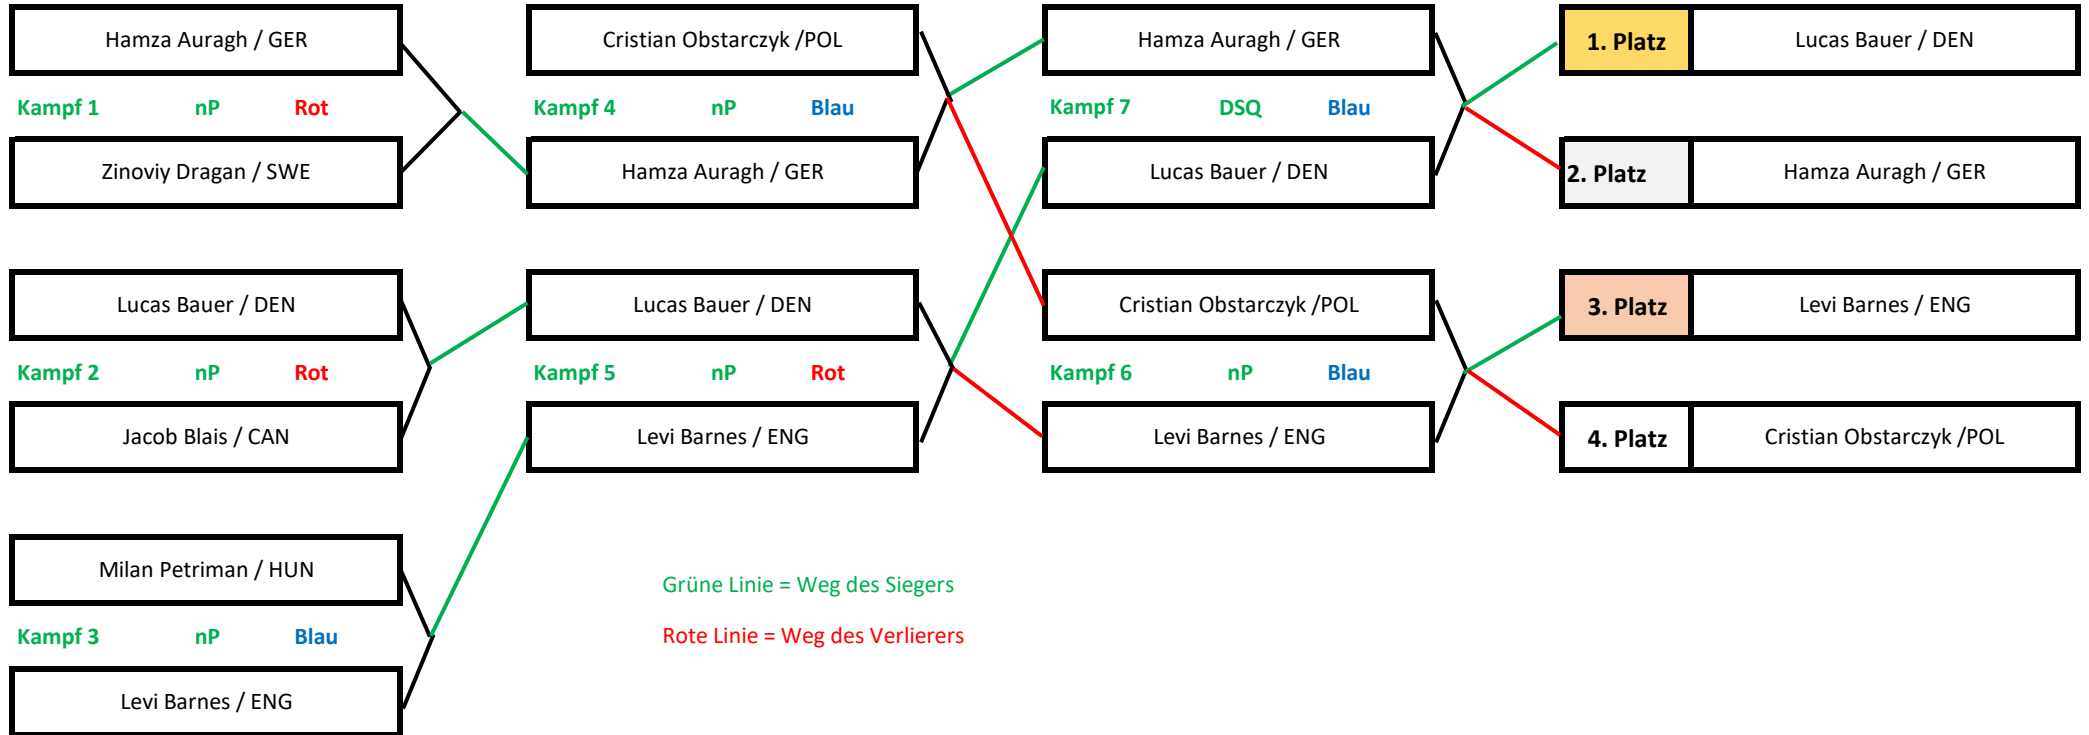 Hamza Auragh / GER
Kampf 1 nP Rot
Zinoviy Dragan / SWE
Lucas Bauer / DEN
Kampf 2 nP Rot
Jacob Blais / CAN
Milan Petriman / HUN
Kampf 3 nP Blau
Levi Barnes / ENG
Cristian Obstarczyk /POL
Kampf 4 nP Blau
Hamza Auragh / GER
Lucas Bauer / DEN
Kampf 5 nP Rot
Levi Barnes / ENG
Grüne Linie = Weg des Siegers
Rote Linie = Weg des Verlierers
Hamza Auragh / GER
Kampf 7 DSQ Blau
Lucas Bauer / DEN
Cristian Obstarczyk /POL
Kampf 6 nP Blau
Levi Barnes / ENG
1. Platz Lucas Bauer / DEN
2. Platz Hamza Auragh / GER
3. Platz Levi Barnes / ENG
4. Platz Cristian Obstarczyk /POL